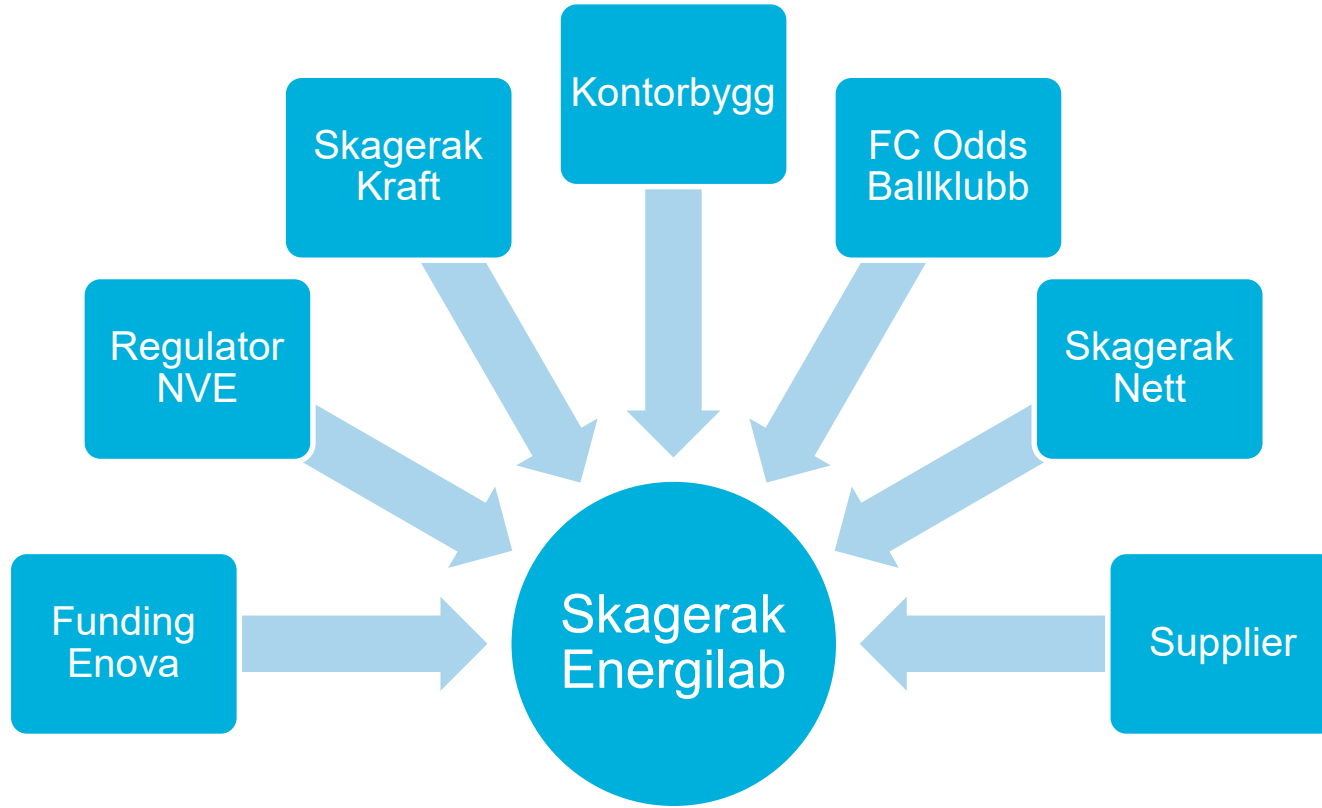 Kontorbygg
Skagerak
Kraft
FC Odds
Ballklubb
Regulator
NVE
Skagerak
Nett
Funding
Enova
Skagerak
Energilab
Supplier